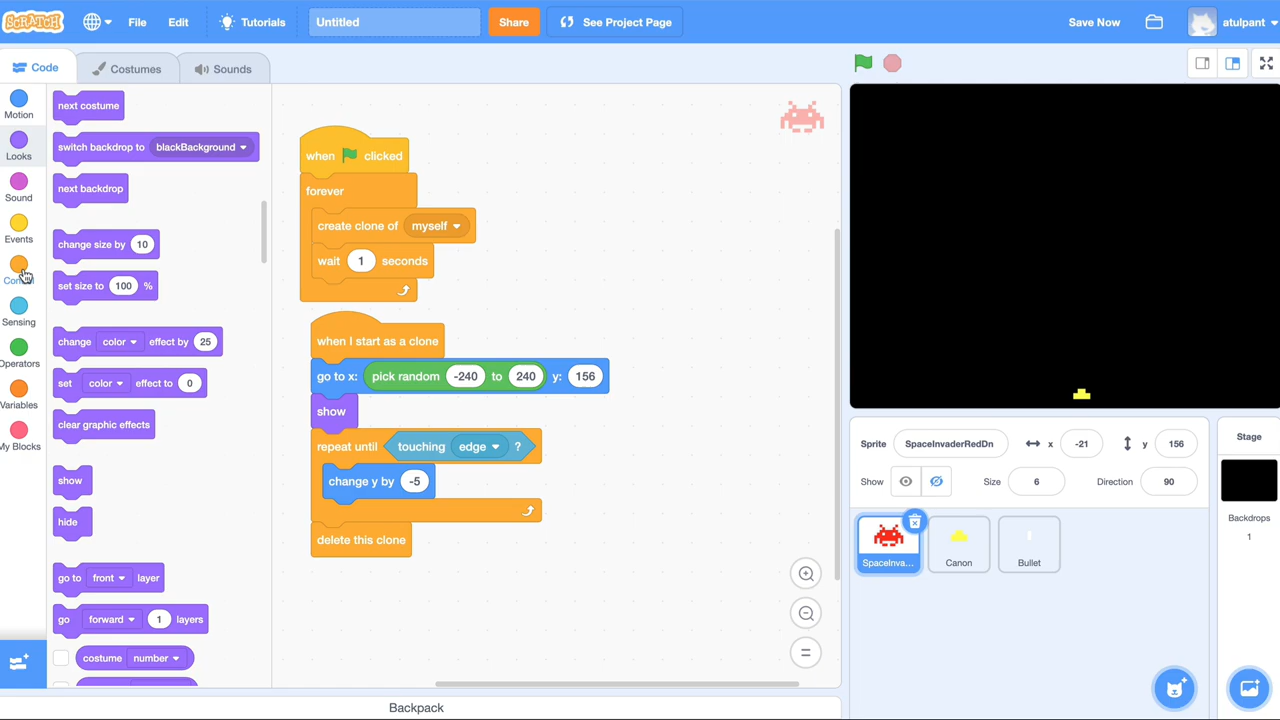 SCRATCH File Edit Tutorials Untitled Share See Project Page Save Now atulpant
Code Costumes Sounds
Motion
Looks
Sound
Events
Sensing
Operators
Variables
My Blocks
next costume
switch backdrop to blackBackground
next backdrop
change size by 10
set size to 100 %
change color effect by 25
set color effect to 0
clear graphic effects
show
hide
go to front layer
go forward 1 layers
costume number
when clicked
forever
create clone of myself
wait 1 seconds
when I start as a clone
go to x: pick random -240 to 240 y: 156
show
repeat until touching edge ?
change y by -5
delete this clone
Backpack
Sprite SpaceInvaderRedDn x -21 y 156
Show Size 6 Direction 90
SpaceInva...
Canon
Bullet
Stage
Backdrops
1